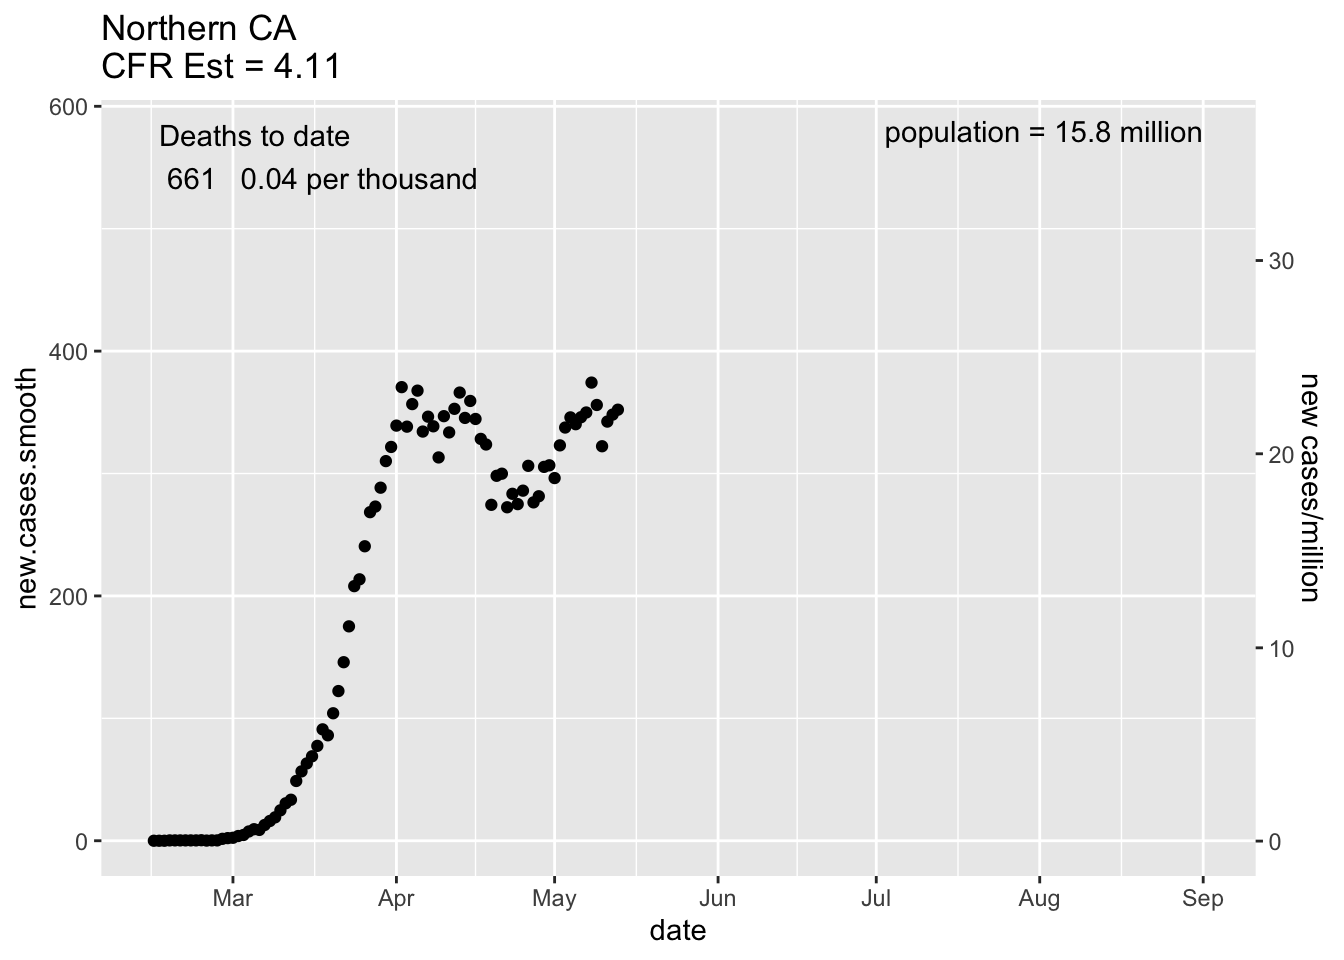 Northern CA
CFR Est = 4.11
Deaths to date
661 0.04 per thousand
population = 15.8 million
600
400
200
0
new.cases.smooth
30
20
10
0
new cases/million
Mar Apr May Jun Jul Aug Sep
date